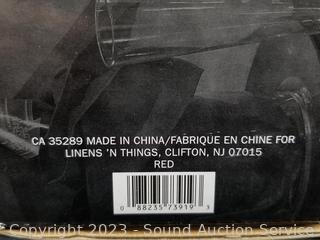 CA 35289 MADE IN CHINA/FABRIQUE EN CHINE FOR
LINENS 'N THINGS, CLIFTON, NJ 07015
RED
0 88235 73919 3
Copyright 2023 - Sound Auction Service